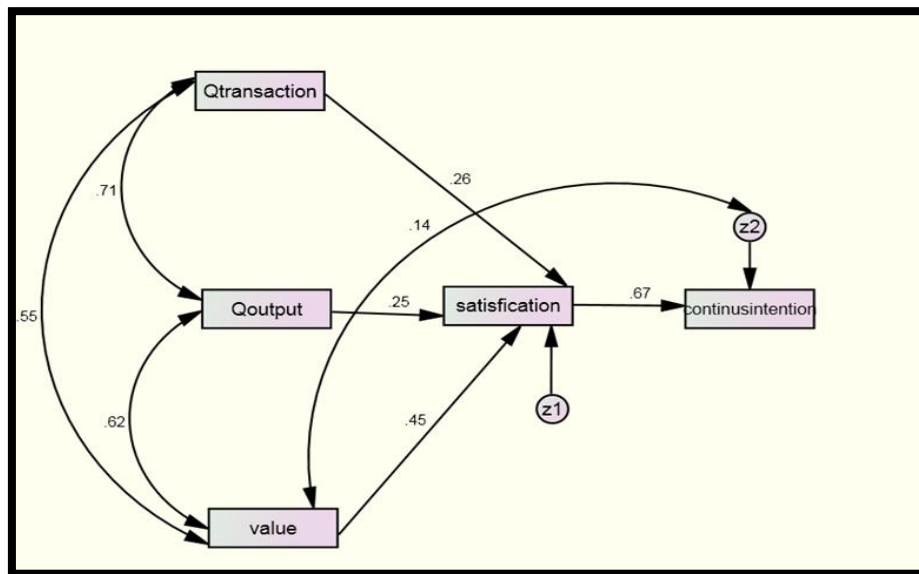 Qtransaction
.26
.71
.14
z2
.55
Qoutput
.25
satisfication
.67
continusintention
.62
.45
z1
value